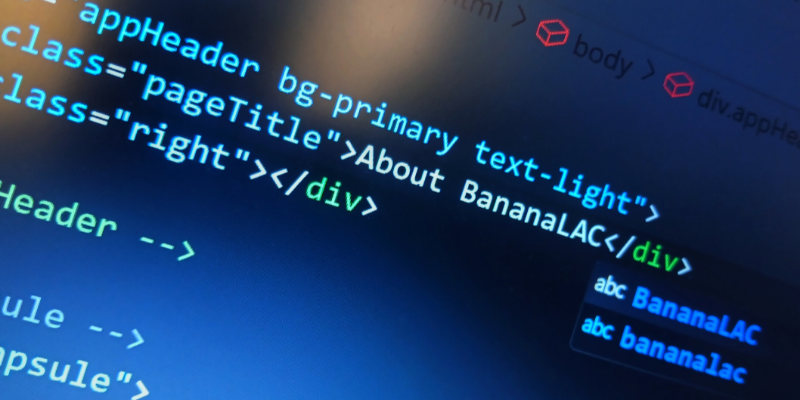 html > body > div.appHe
="appHeader bg-primary text-light">
class="pageTitle">About BananaLAC</div>
class="right"></div>
Header -->
abc BananaLAC
abc bananalac
ule -->
psule">